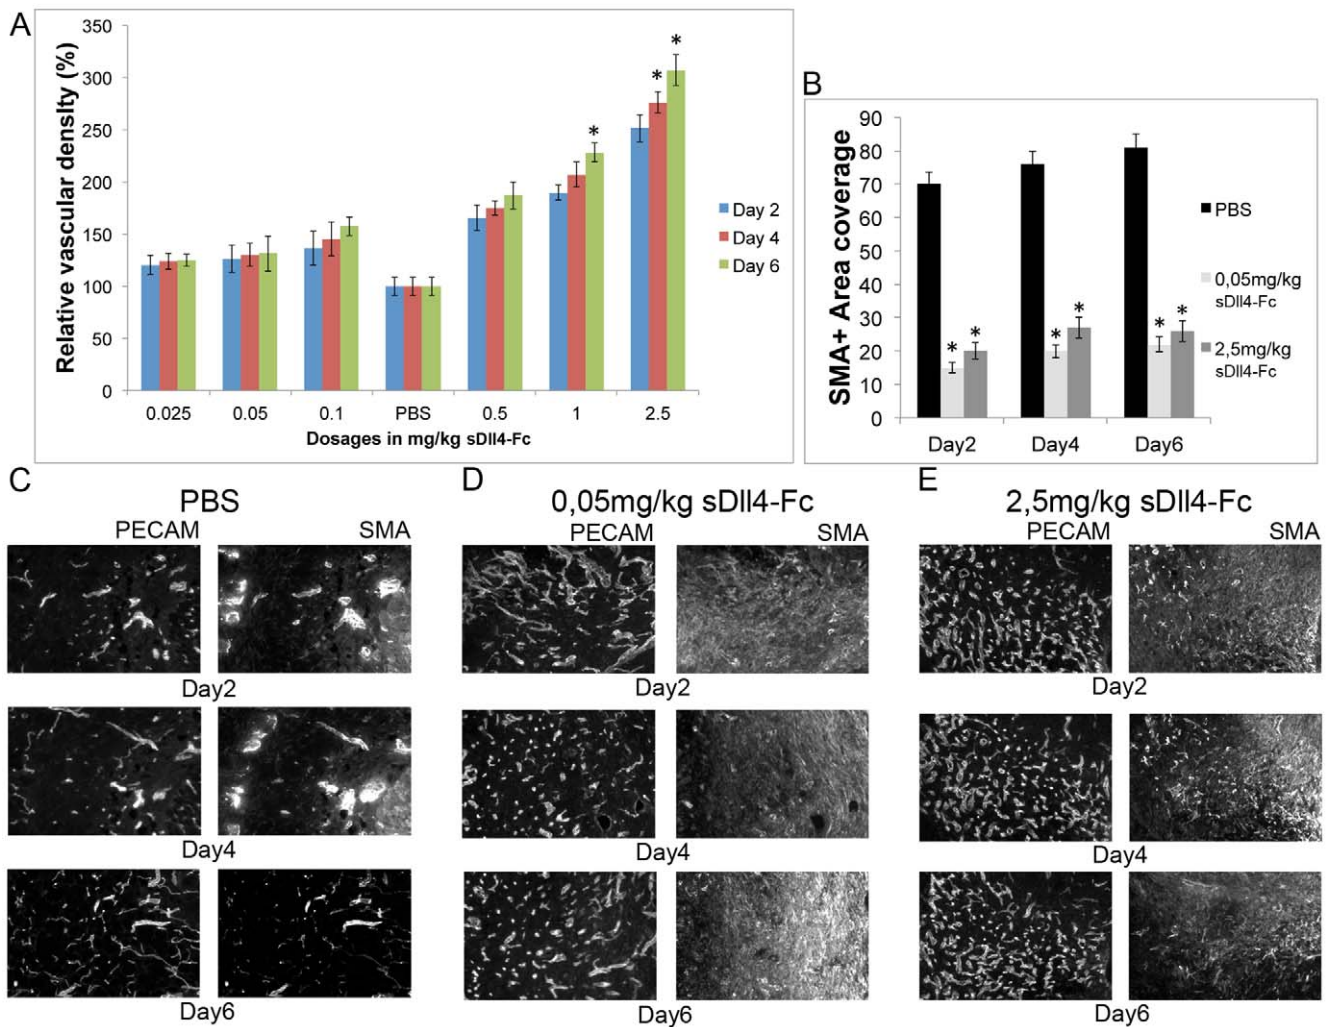 A
350
300
250
200
150
100
50
0
Relative vascular density (%)
*
*
*
Day 2
Day 4
Day 6
0.025 0.05 0.1 PBS 0.5 1 2.5
Dosages in mg/kg sDll4-Fc
B
90
80
70
60
50
40
30
20
10
0
SMA+ Area coverage
* * * * * *
PBS
0,05mg/kg
sDll4-Fc
2,5mg/kg
sDll4-Fc
Day2 Day4 Day6
C
PBS
PECAM SMA
Day2
Day4
Day6
D
0,05mg/kg sDll4-Fc
PECAM SMA
Day2
Day4
Day6
E
2,5mg/kg sDll4-Fc
PECAM SMA
Day2
Day4
Day6